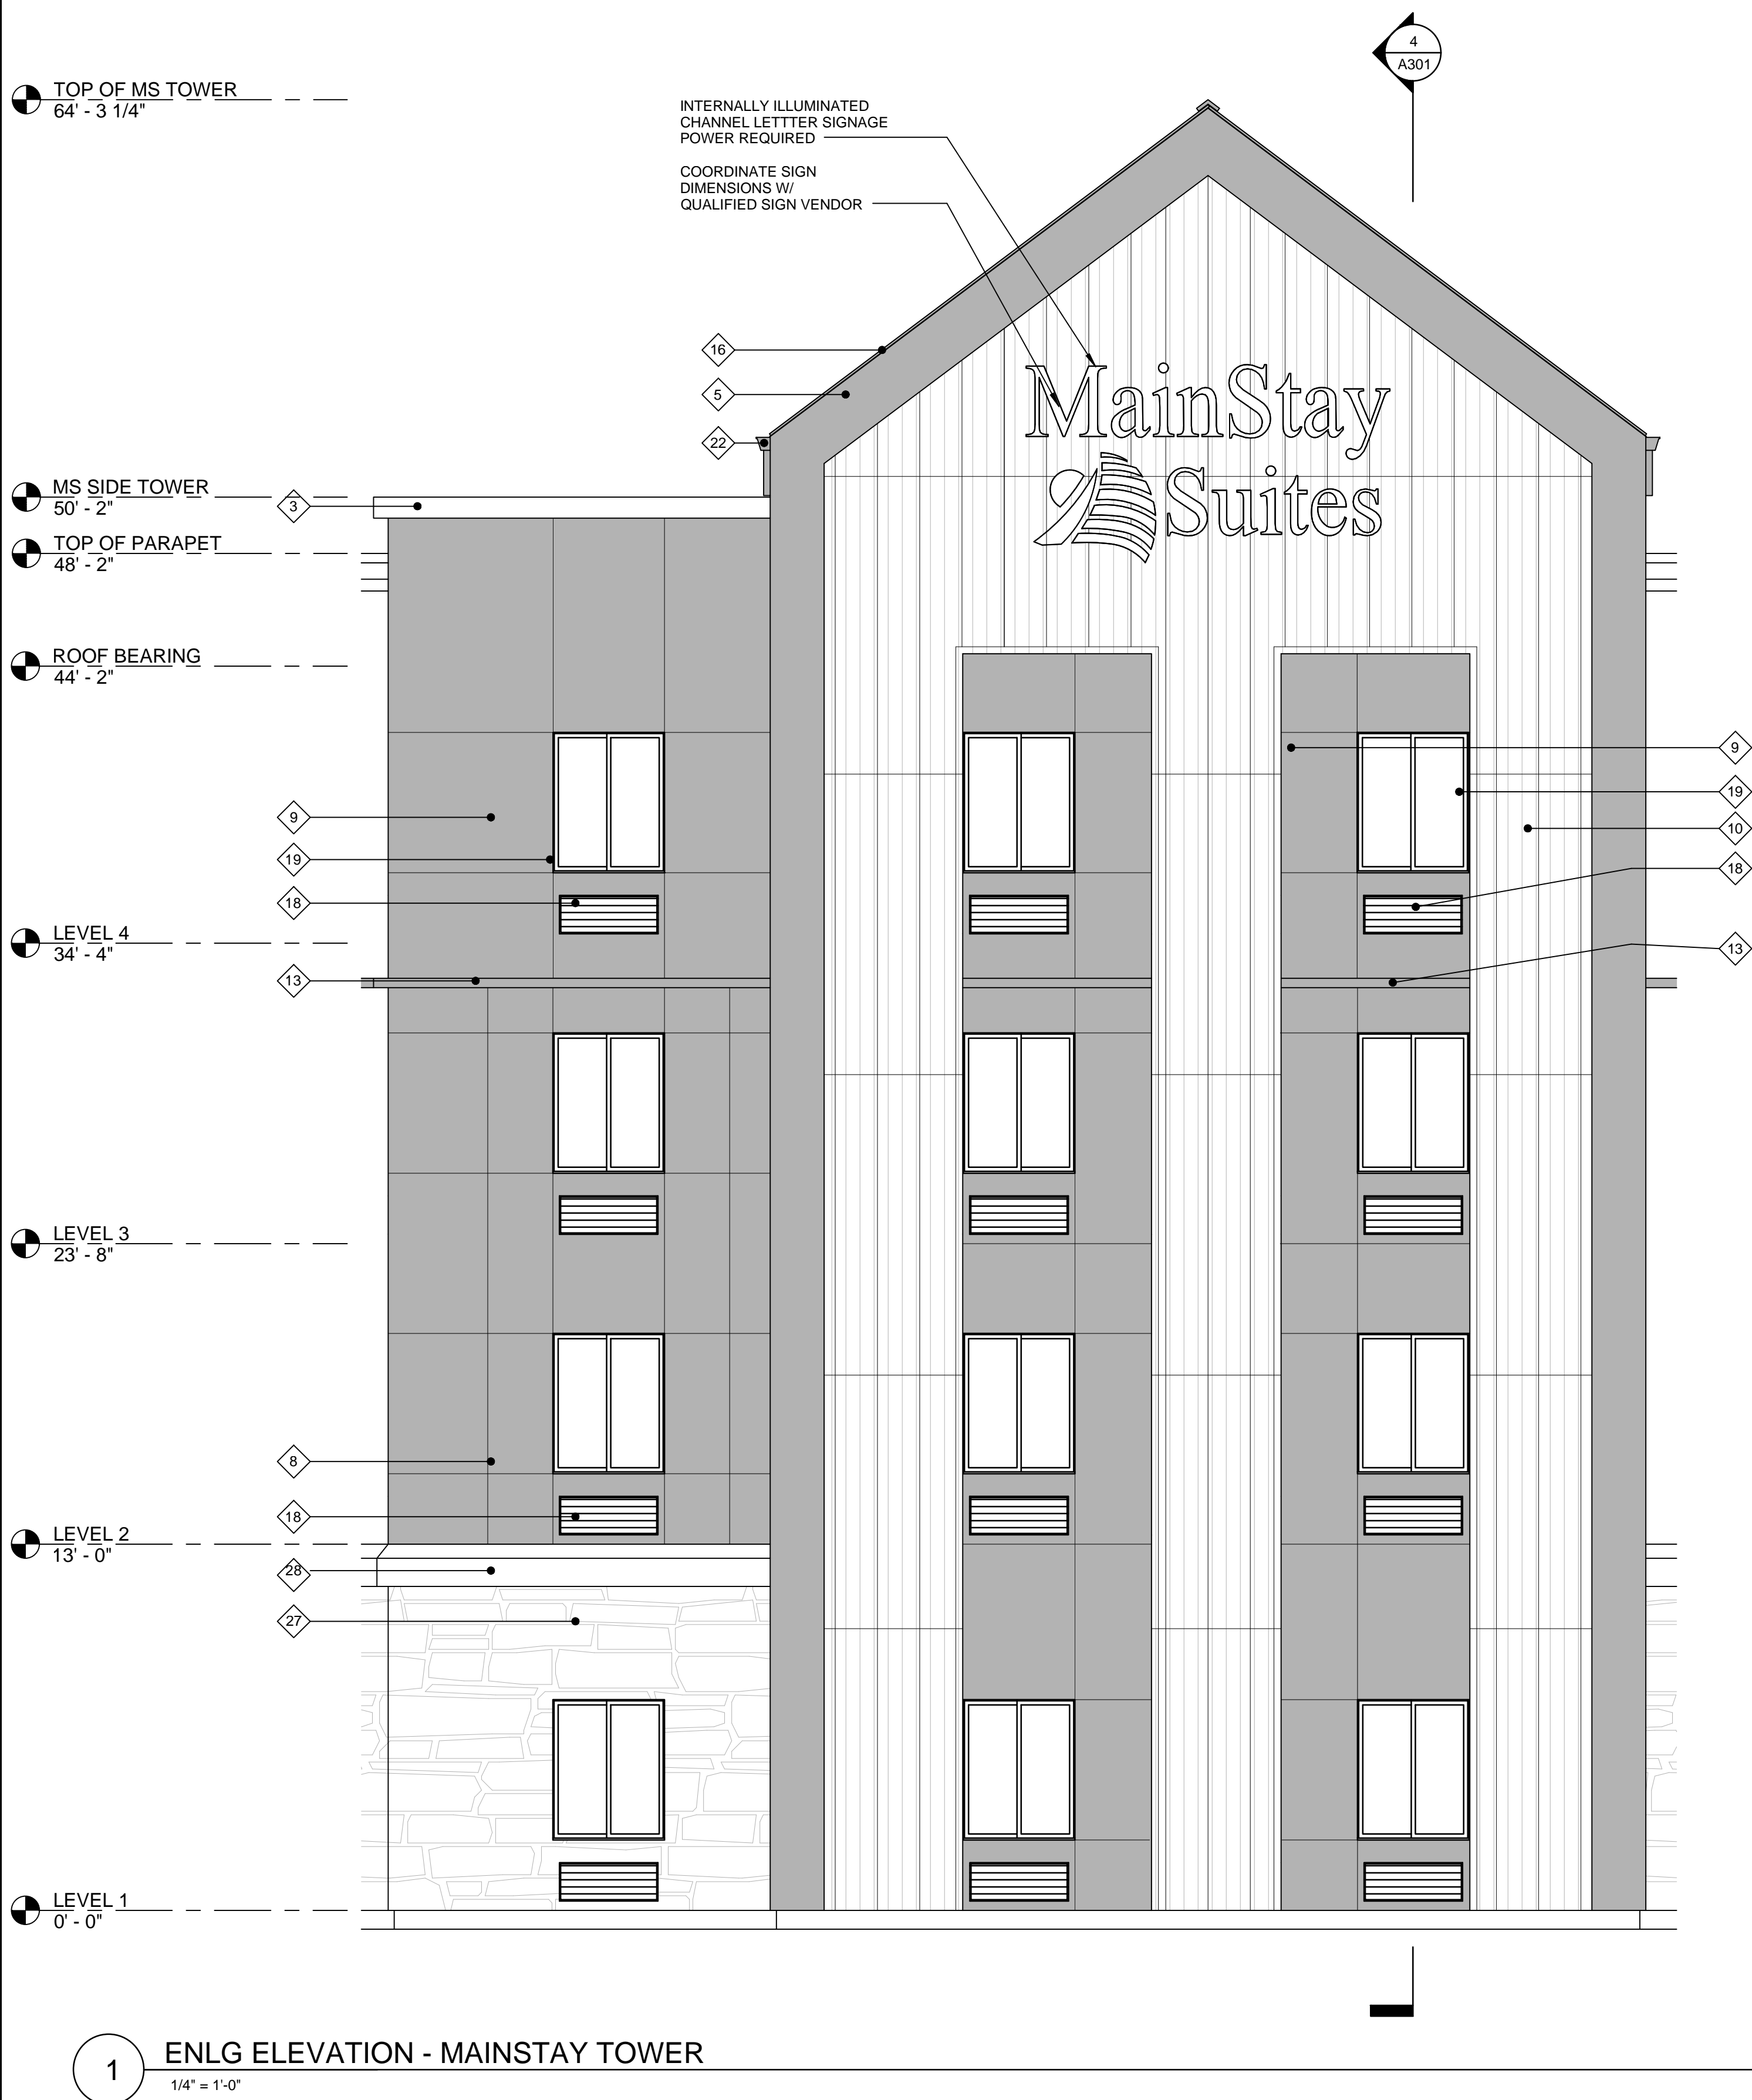 4
A301
TOP OF MS TOWER
64' - 3 1/4"
INTERNALLY ILLUMINATED
CHANNEL LETTTER SIGNAGE
POWER REQUIRED
COORDINATE SIGN
DIMENSIONS W/
QUALIFIED SIGN VENDOR
16
5
22
MainStay
Suites
MS SIDE TOWER
50' - 2"
3
TOP OF PARAPET
48' - 2"
ROOF BEARING
44' - 2"
9
19
10
18
13
9
19
18
LEVEL 4
34' - 4"
13
LEVEL 3
23' - 8"
8
18
LEVEL 2
13' - 0"
28
27
LEVEL 1
0' - 0"
1
ENLG ELEVATION - MAINSTAY TOWER
1/4" = 1'-0"